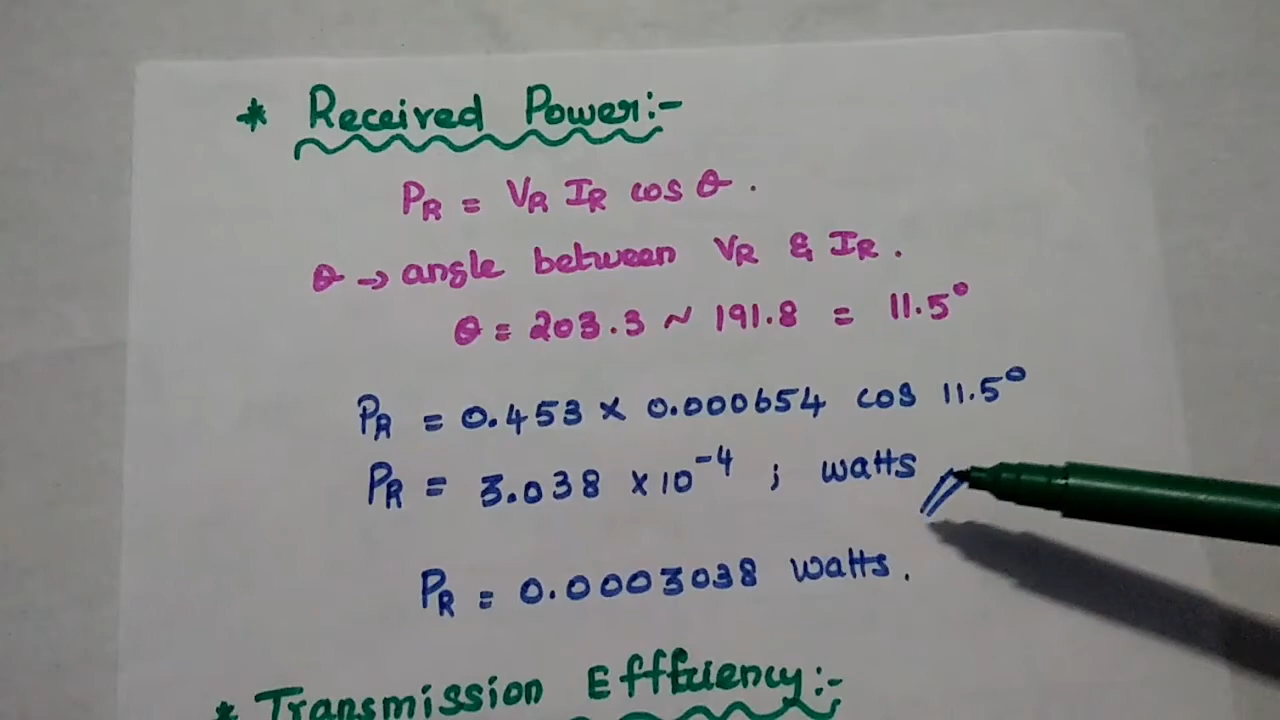 * Received Power:-
PR = VR IR cos θ.
θ → angle between VR & IR.
θ = 203.3 ~ 191.8 = 11.5°
PR = 0.453 × 0.000654 cos 11.5°
PR = 3.038 × 10⁻⁴ ; watts //
PR = 0.0003038 watts.
* Transmission Efffiuency:-